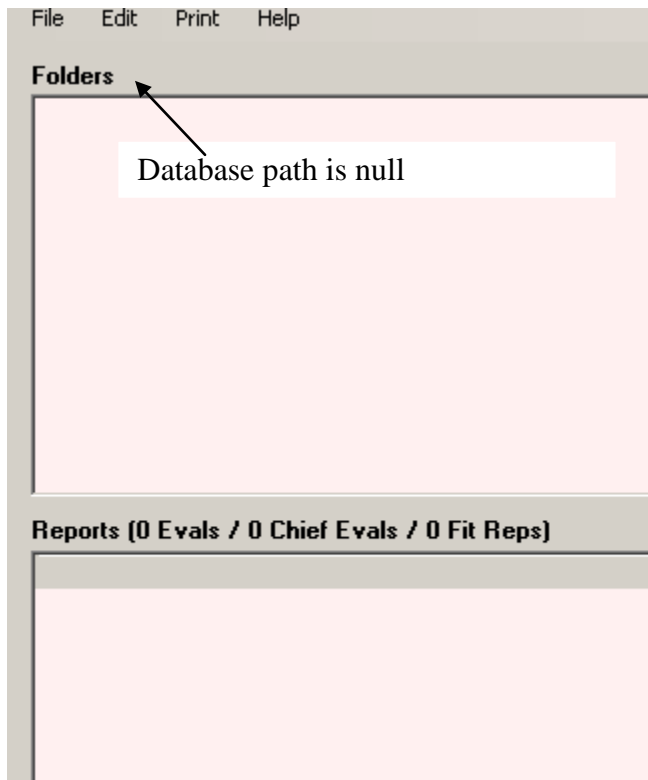 File Edit Print Help
Folders
Database path is null
Reports (0 Evals / 0 Chief Evals / 0 Fit Reps)